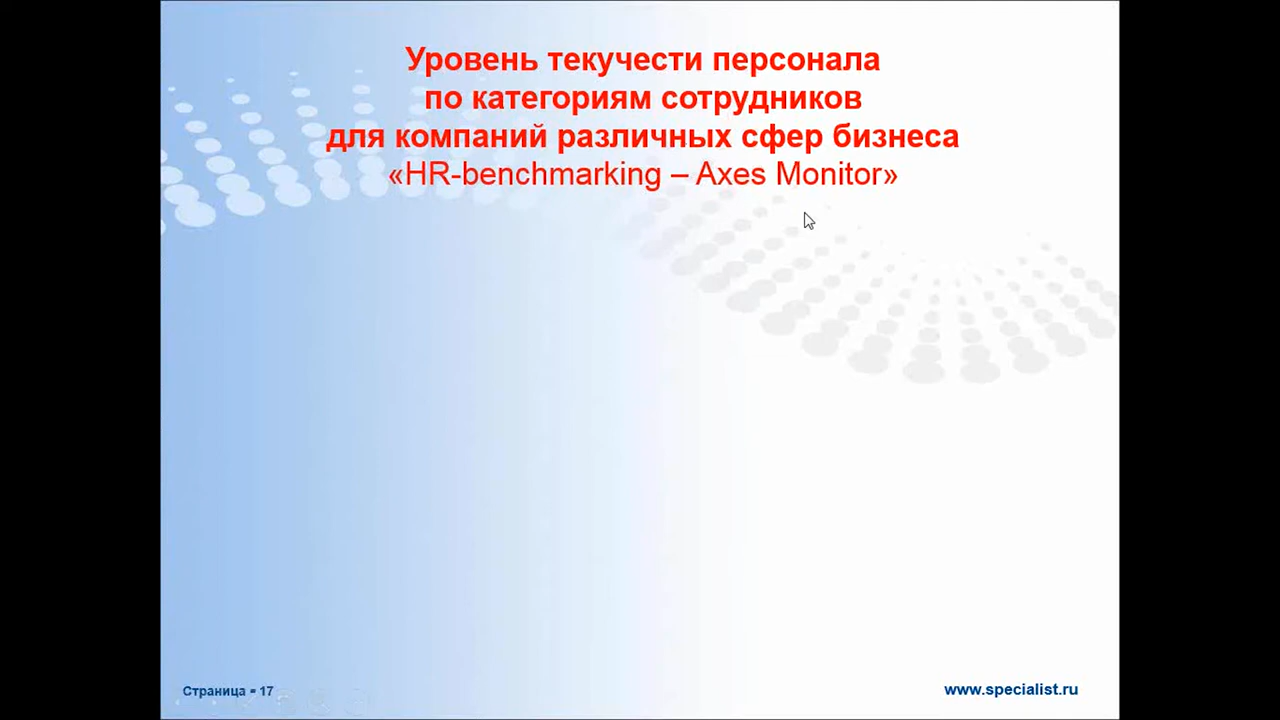 Уровень текучести персонала
по категориям сотрудников
для компаний различных сфер бизнеса
«HR-benchmarking – Axes Monitor»
Страница ▪ 17
www.specialist.ru